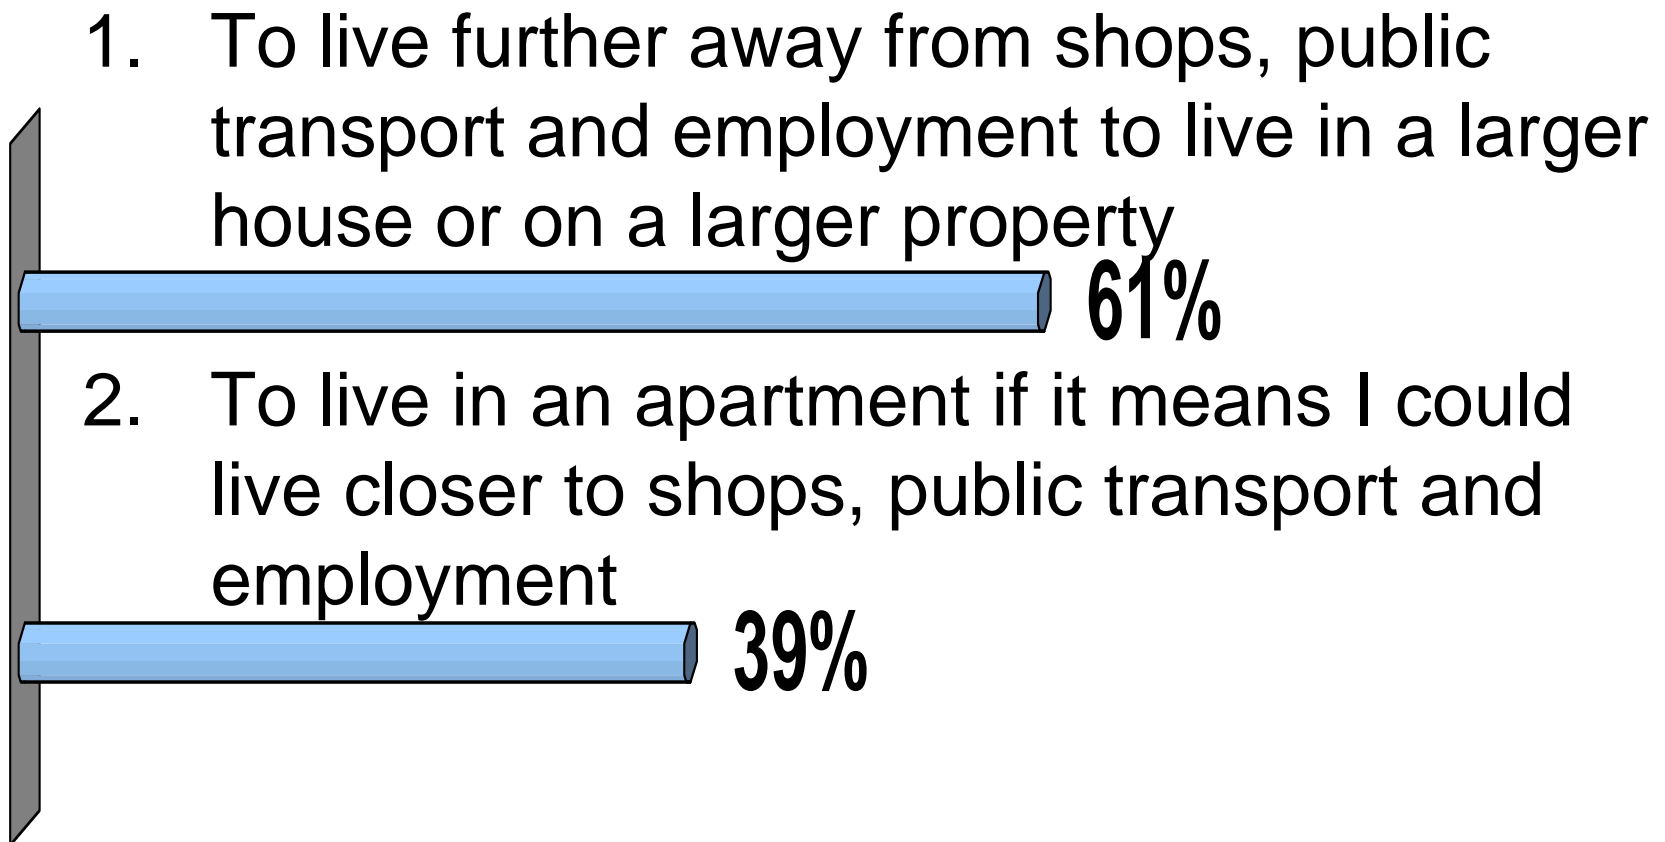 1. To live further away from shops, public
transport and employment to live in a larger
house or on a larger property
61%
2. To live in an apartment if it means I could
live closer to shops, public transport and
employment
39%